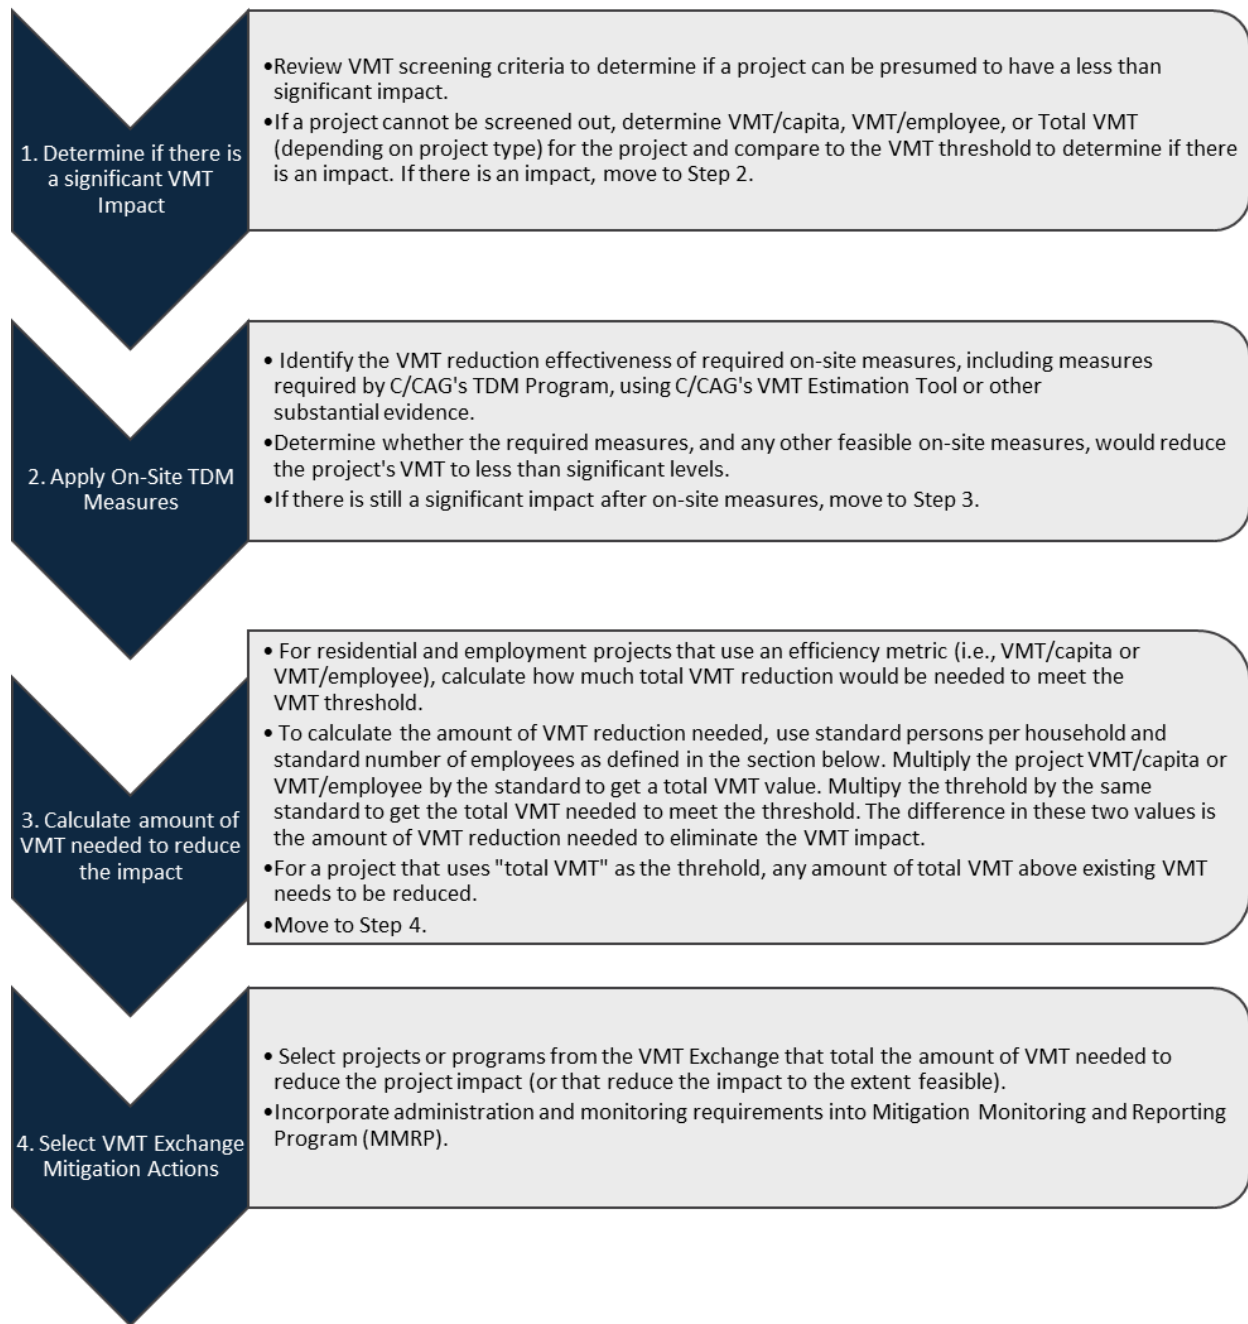 1. Determine if there is
a significant VMT
Impact
•Review VMT screening criteria to determine if a project can be presumed to have a less than
significant impact.
•If a project cannot be screened out, determine VMT/capita, VMT/employee, or Total VMT
(depending on project type) for the project and compare to the VMT threshold to determine if there
is an impact. If there is an impact, move to Step 2.
2. Apply On-Site TDM
Measures
• Identify the VMT reduction effectiveness of required on-site measures, including measures
required by C/CAG's TDM Program, using C/CAG's VMT Estimation Tool or other
substantial evidence.
•Determine whether the required measures, and any other feasible on-site measures, would reduce
the project's VMT to less than significant levels.
•If there is still a significant impact after on-site measures, move to Step 3.
3. Calculate amount of
VMT needed to reduce
the impact
• For residential and employment projects that use an efficiency metric (i.e., VMT/capita or
VMT/employee), calculate how much total VMT reduction would be needed to meet the
VMT threshold.
• To calculate the amount of VMT reduction needed, use standard persons per household and
standard number of employees as defined in the section below. Multiply the project VMT/capita or
VMT/employee by the standard to get a total VMT value. Multipy the threhold by the same
standard to get the total VMT needed to meet the threshold. The difference in these two values is
the amount of VMT reduction needed to eliminate the VMT impact.
•For a project that uses "total VMT" as the threhold, any amount of total VMT above existing VMT
needs to be reduced.
•Move to Step 4.
4. Select VMT Exchange
Mitigation Actions
• Select projects or programs from the VMT Exchange that total the amount of VMT needed to
reduce the project impact (or that reduce the impact to the extent feasible).
•Incorporate administration and monitoring requirements into Mitigation Monitoring and Reporting
Program (MMRP).